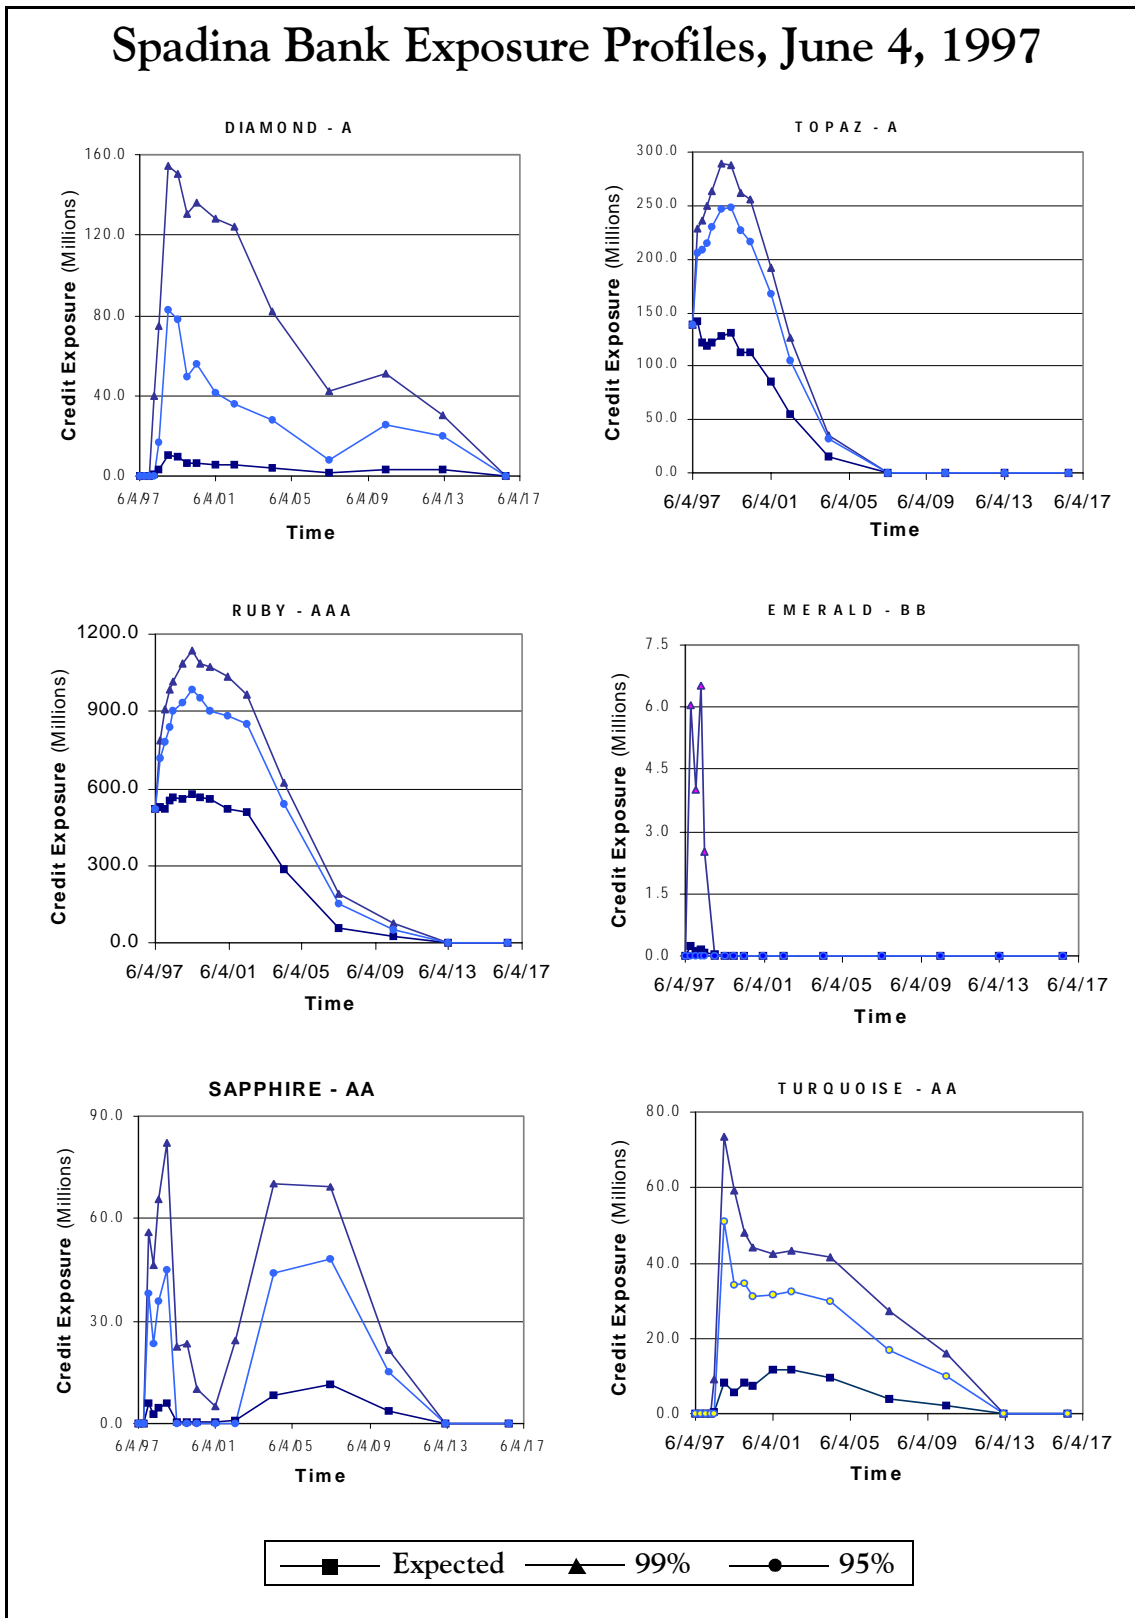 Spadina Bank Exposure Profiles, June 4, 1997
DIAMOND - A
Credit Exposure (Millions)
160.0
120.0
80.0
40.0
0.0
6/4/97 6/4/01 6/4/05 6/4/09 6/4/13 6/4/17
Time
TOPAZ - A
Credit Exposure (Millions)
300.0
250.0
200.0
150.0
100.0
50.0
0.0
6/4/97 6/4/01 6/4/05 6/4/09 6/4/13 6/4/17
Time
RUBY - AAA
Credit Exposure (Millions)
1200.0
900.0
600.0
300.0
0.0
6/4/97 6/4/01 6/4/05 6/4/09 6/4/13 6/4/17
Time
EMERALD - BB
Credit Exposure (Millions)
7.5
6.0
4.5
3.0
1.5
0.0
6/4/97 6/4/01 6/4/05 6/4/09 6/4/13 6/4/17
Time
SAPPHIRE - AA
Credit Exposure (Millions)
90.0
60.0
30.0
0.0
6/4/97 6/4/01 6/4/05 6/4/09 6/4/13 6/4/17
Time
TURQUOISE - AA
Credit Exposure (Millions)
80.0
60.0
40.0
20.0
0.0
6/4/97 6/4/01 6/4/05 6/4/09 6/4/13 6/4/17
Time
Expected 99% 95%